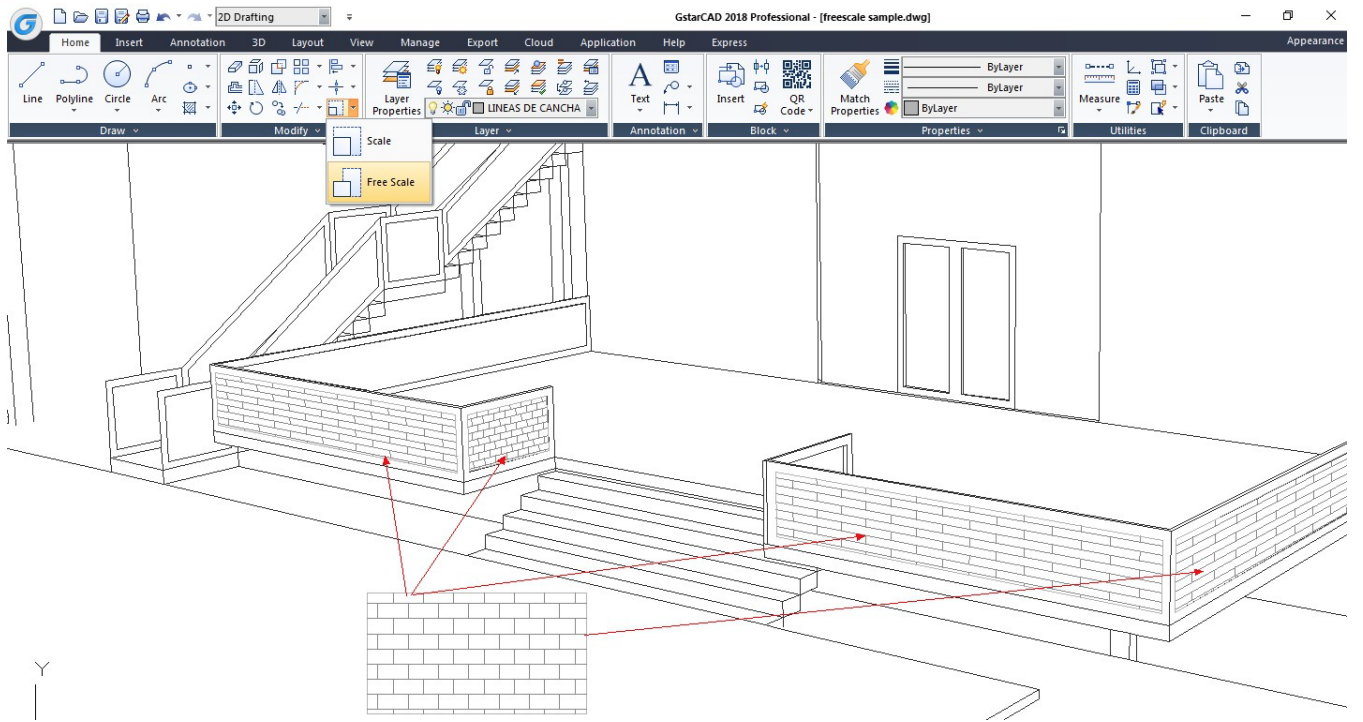 2D Drafting
GstarCAD 2018 Professional - [freescale sample.dwg]
Home Insert Annotation 3D Layout View Manage Export Cloud Application Help Express Appearance
Line Polyline Circle Arc
Layer Properties
LINEAS DE CANCHA
Text
Insert
QR Code
Match Properties
ByLayer
ByLayer
ByLayer
Measure
Paste
Draw Modify Layer Annotation Block Properties Utilities Clipboard
Scale
Free Scale
Y